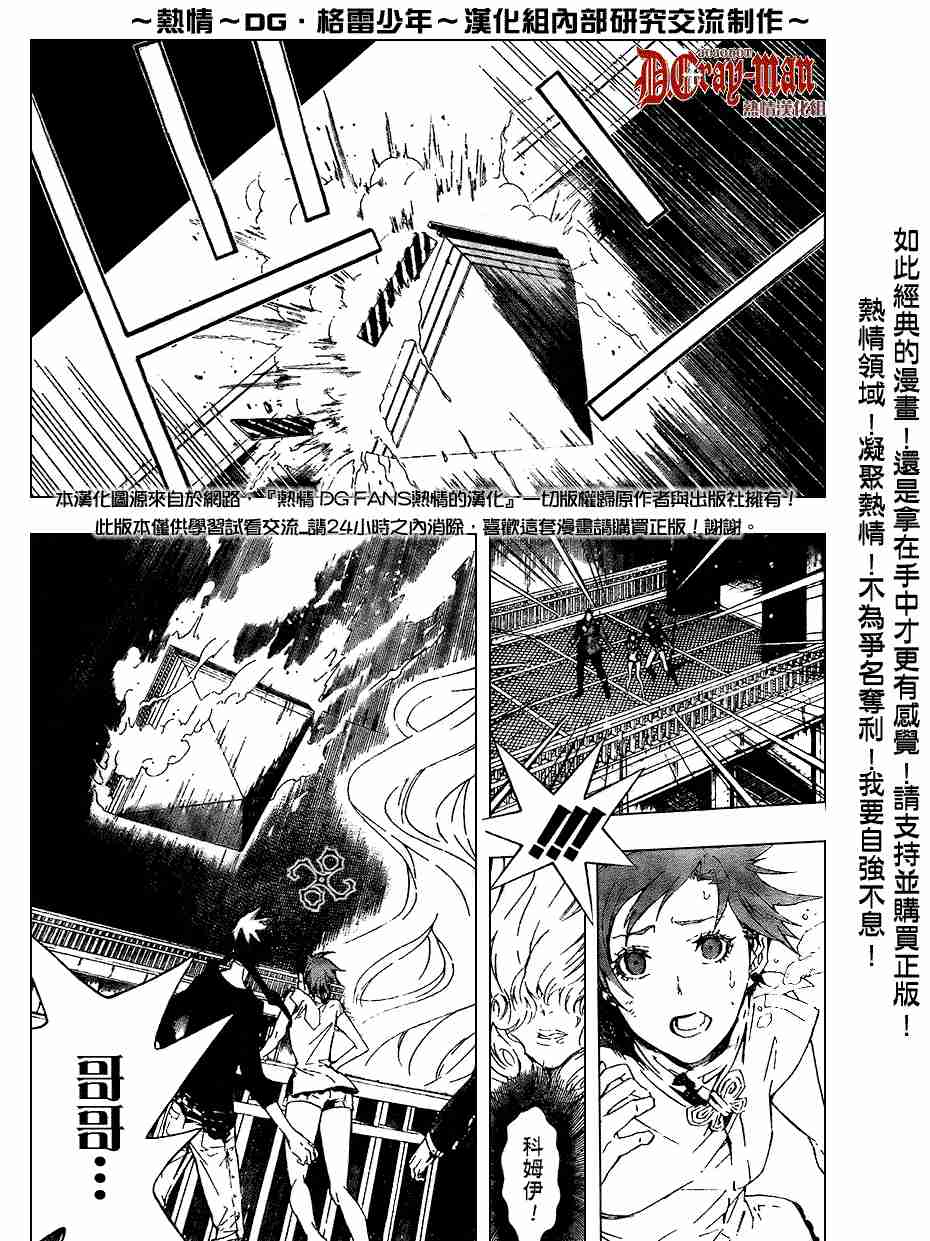 ~熱情~DG·格雷少年~漢化組內部研究交流制作~
D.Gray-Man
熱情漢化組
如此經典的漫畫！還是拿在手中才更有感覺！請支持並購買正版！
熱情領域！凝聚熱情！不為爭名奪利！我要自強不息！
本漢化圖源來自於網路，『熱情 DG FANS熱情的漢化』一切版權歸原作者與出版社擁有！
此版本僅供學習試看交流_請24小時之內消除，喜歡這套漫畫請購買正版！謝謝。
!!!!
科姆伊！
哥哥…